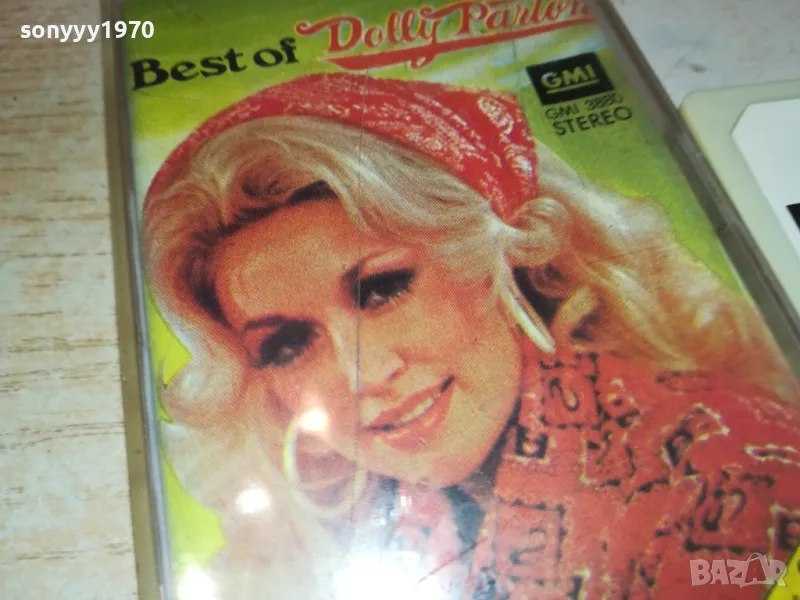 sonyyy1970
Best of Dolly Parton
GMI
GMI 3880
STEREO
BAZAR